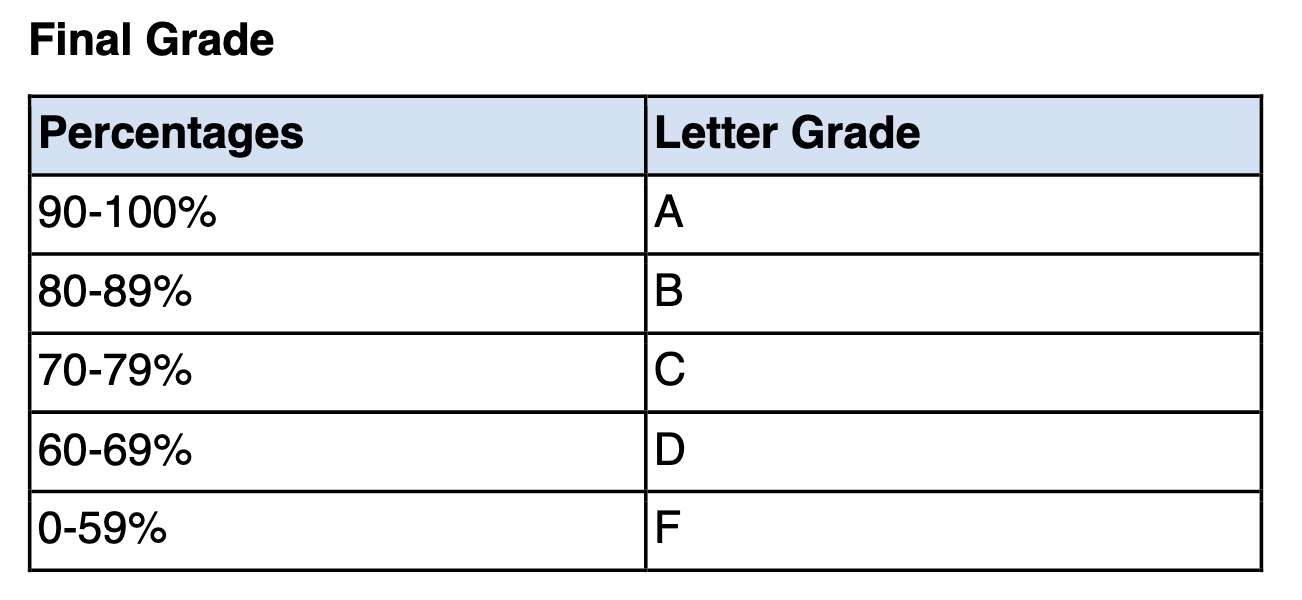 Final Grade
Percentages Letter Grade
90-100% A
80-89% B
70-79% C
60-69% D
0-59% F